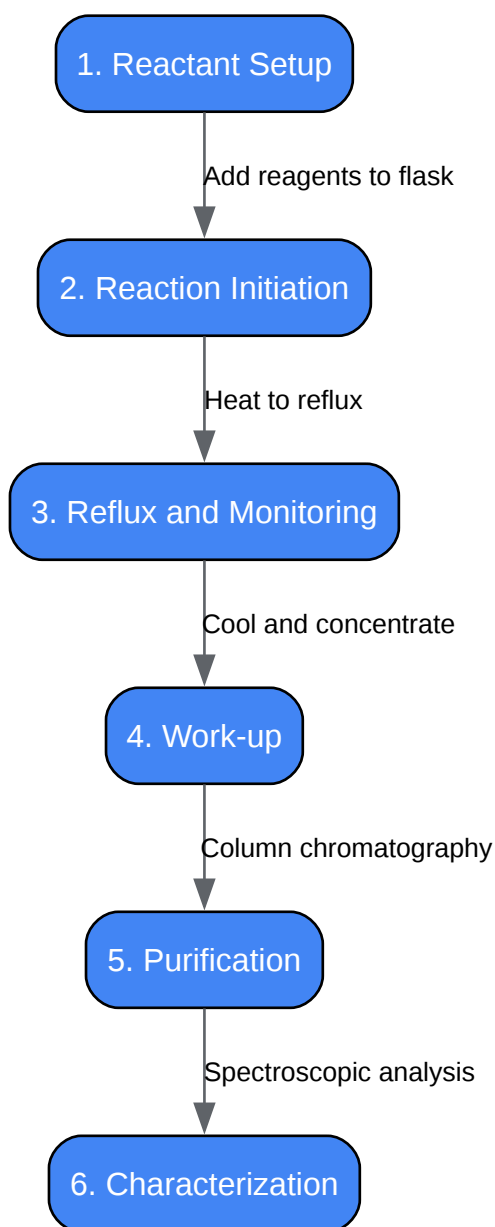 1. Reactant Setup
Add reagents to flask
2. Reaction Initiation
Heat to reflux
3. Reflux and Monitoring
Cool and concentrate
4. Work-up
Column chromatography
5. Purification
Spectroscopic analysis
6. Characterization